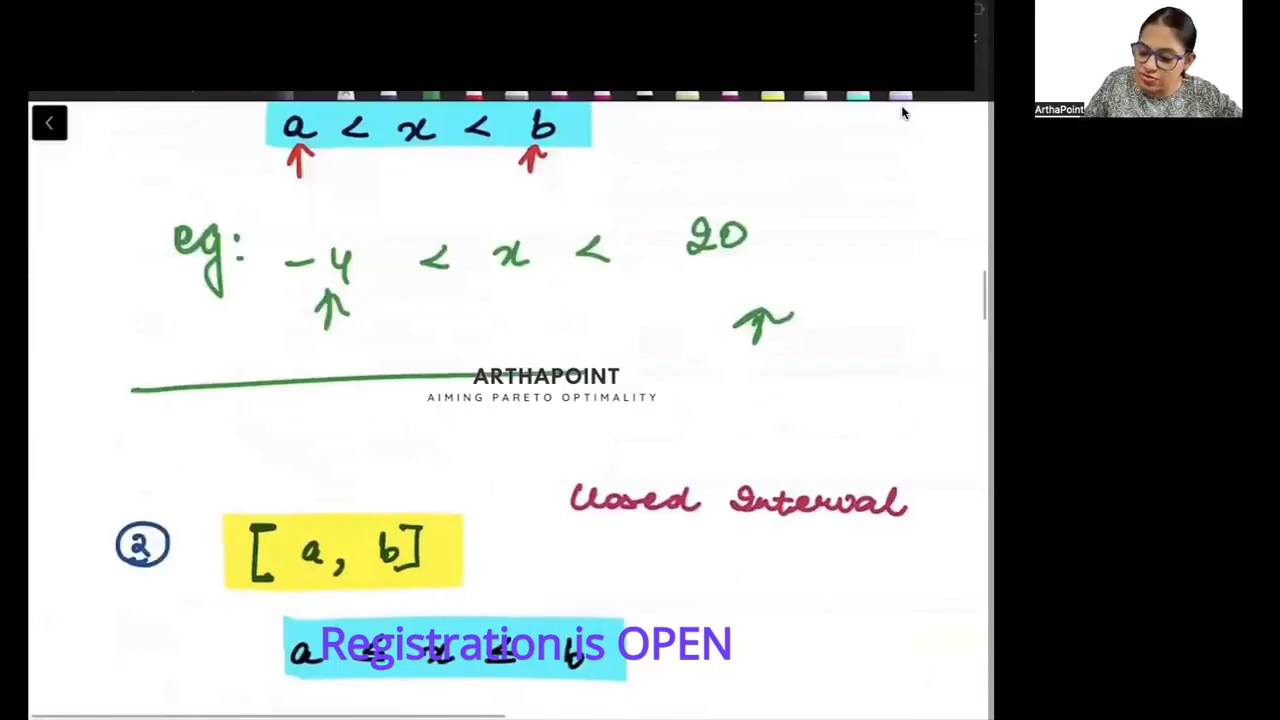 ArthaPoint
a < x < b
eg: -4 < x < 20
ARTHAPOINT
AIMING PARETO OPTIMALITY
Closed Interval
② [a, b]
a ≤ x ≤ b
Registration is OPEN